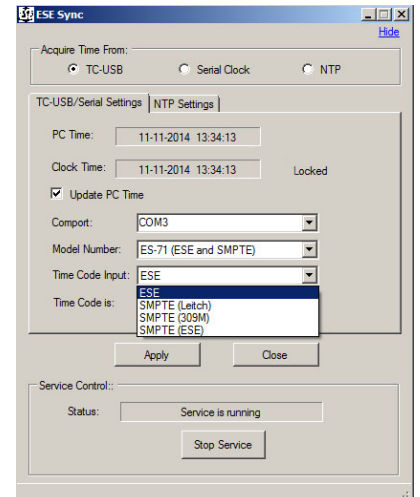 ESE Sync
Hide
Acquire Time From:
TC-USB Serial Clock NTP
TC-USB/Serial Settings NTP Settings
PC Time: 11-11-2014 13:34:13
Clock Time: 11-11-2014 13:34:13 Locked
Update PC Time
Comport: COM3
Model Number: ES-71 (ESE and SMPTE)
Time Code Input: ESE
ESE
Time Code is: SMPTE (Leitch)
SMPTE (309M)
SMPTE (ESE)
Apply Close
Service Control::
Status: Service is running
Stop Service